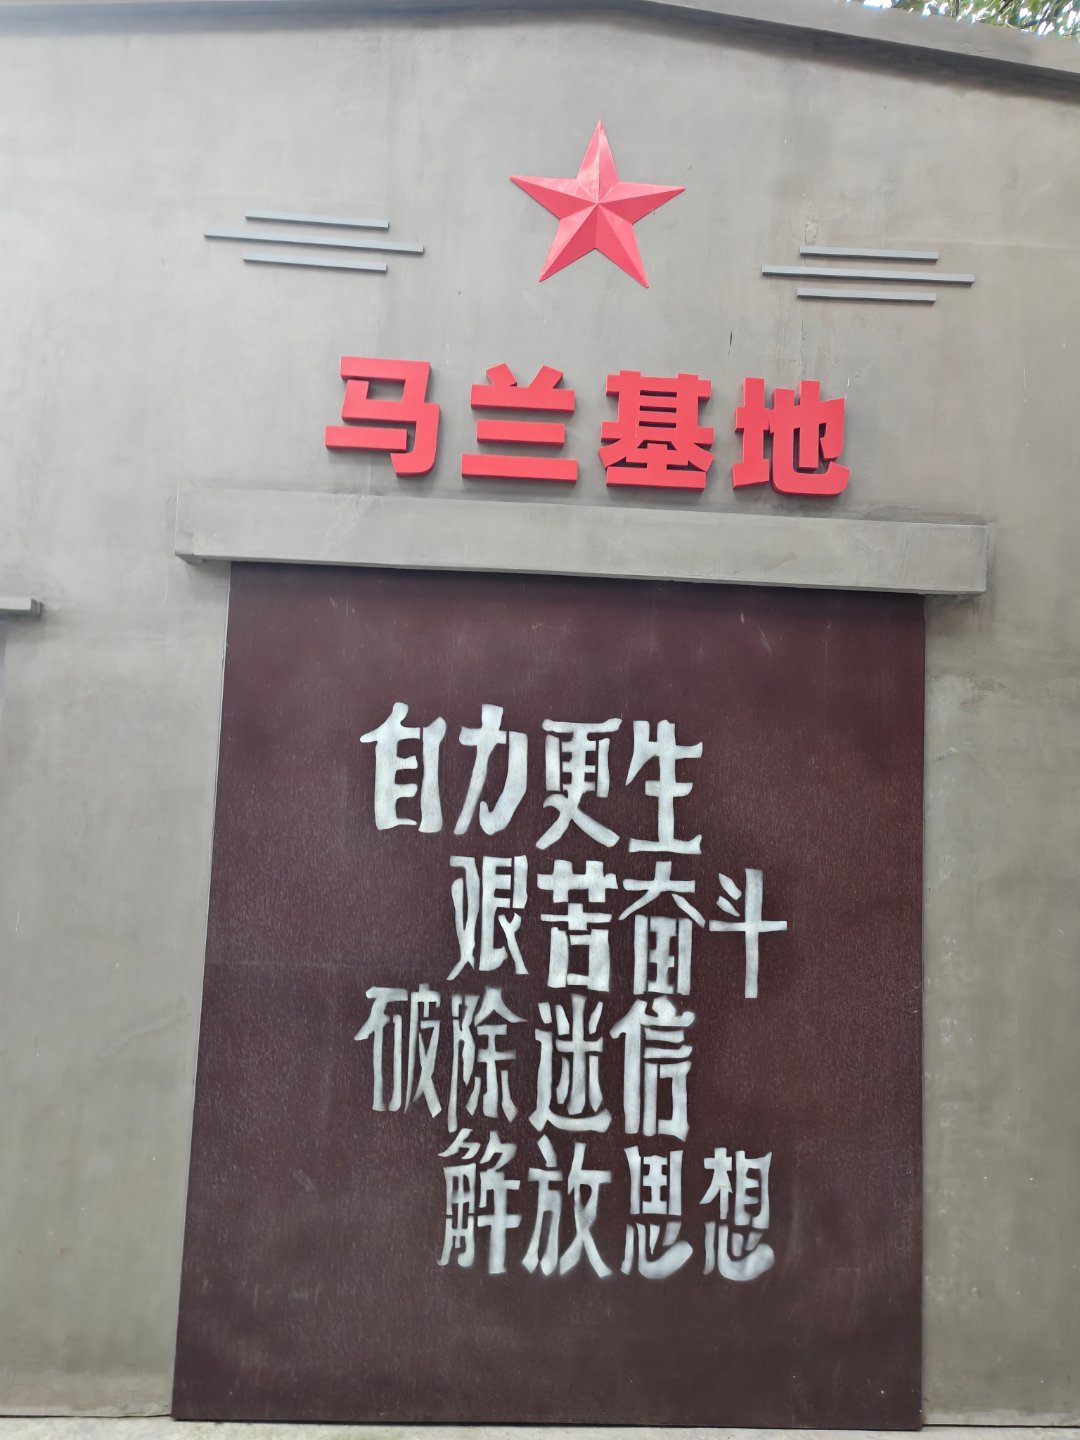 马兰基地
自力更生
艰苦奋斗
破除迷信
解放思想